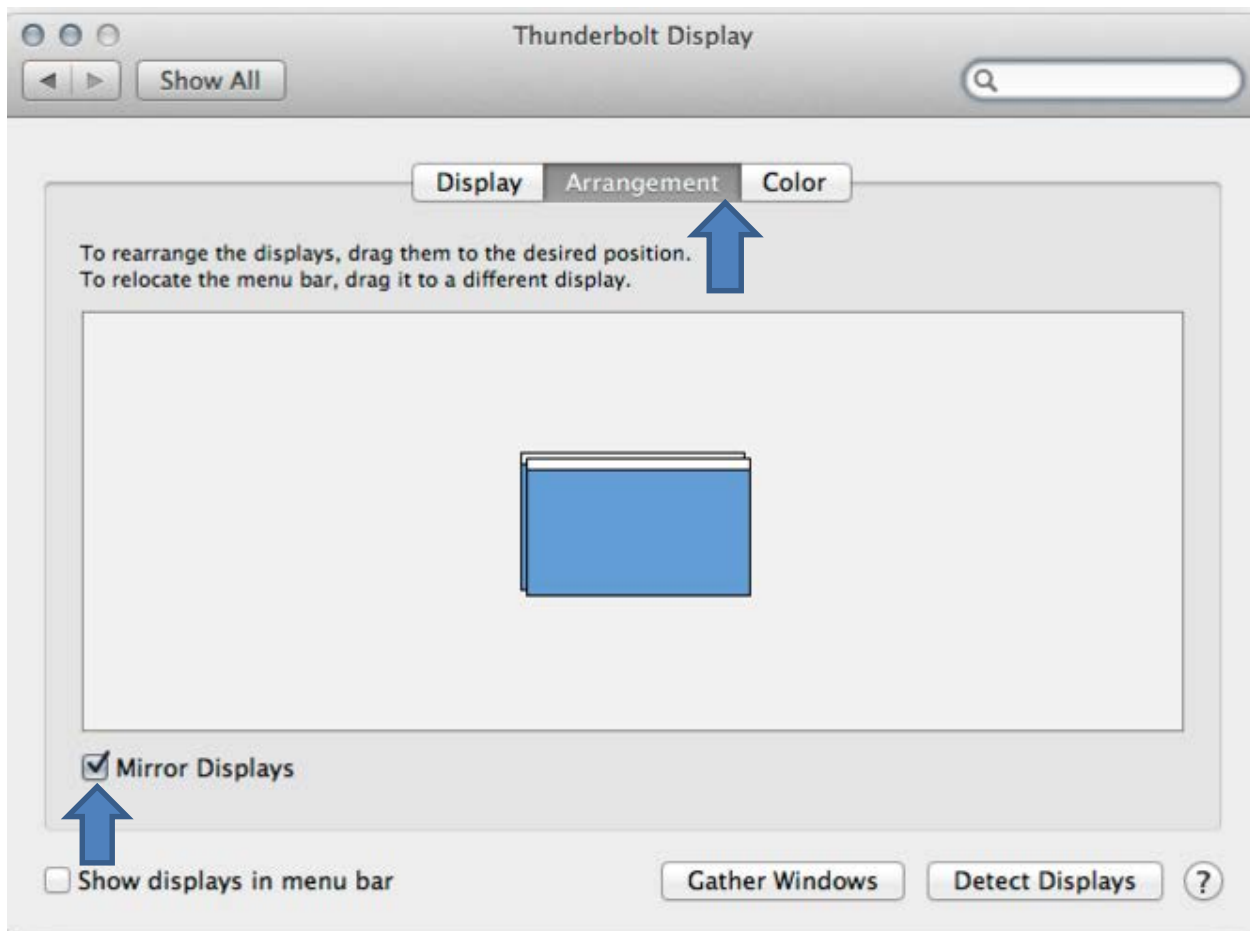 Thunderbolt Display
Show All
Display Arrangement Color
To rearrange the displays, drag them to the desired position.
To relocate the menu bar, drag it to a different display.
Mirror Displays
Show displays in menu bar
Gather Windows Detect Displays ?